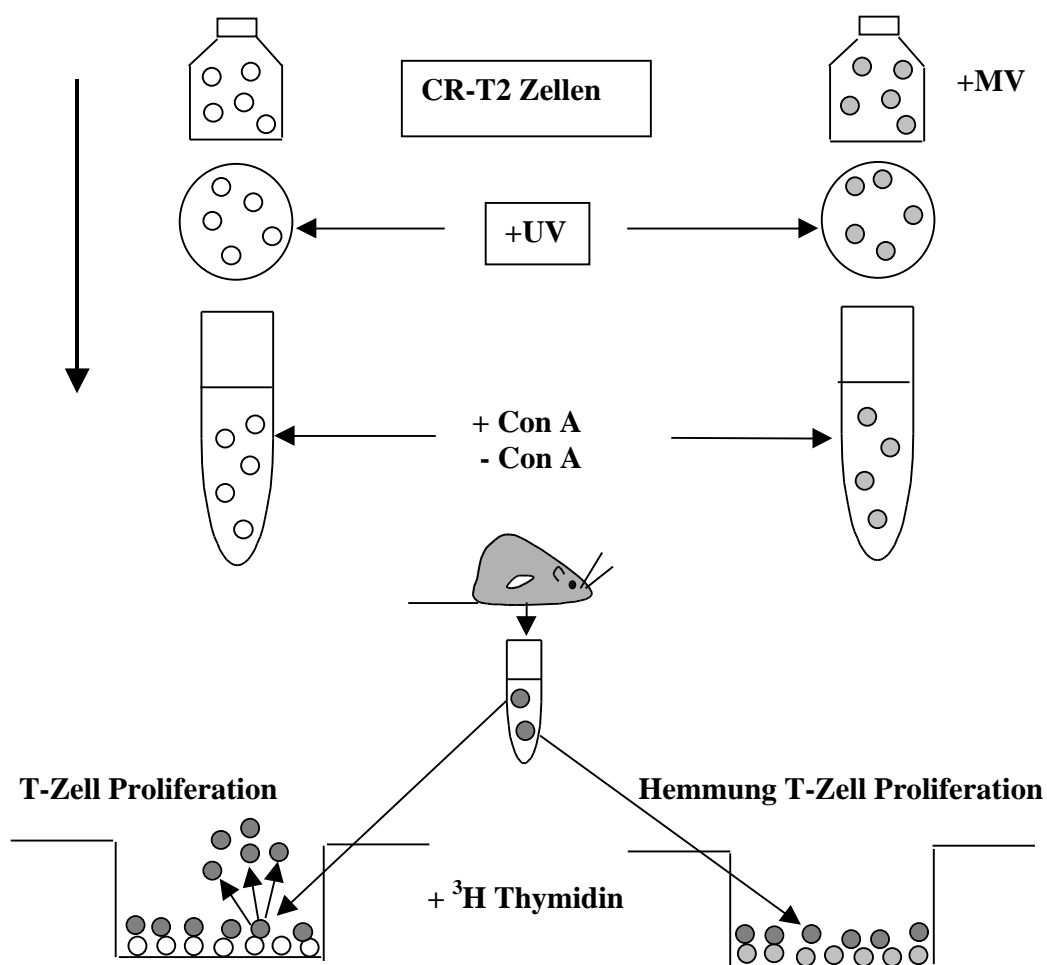 CR-T2 Zellen
+MV
+UV
+ Con A
- Con A
T-Zell Proliferation
Hemmung T-Zell Proliferation
+ ³H Thymidin